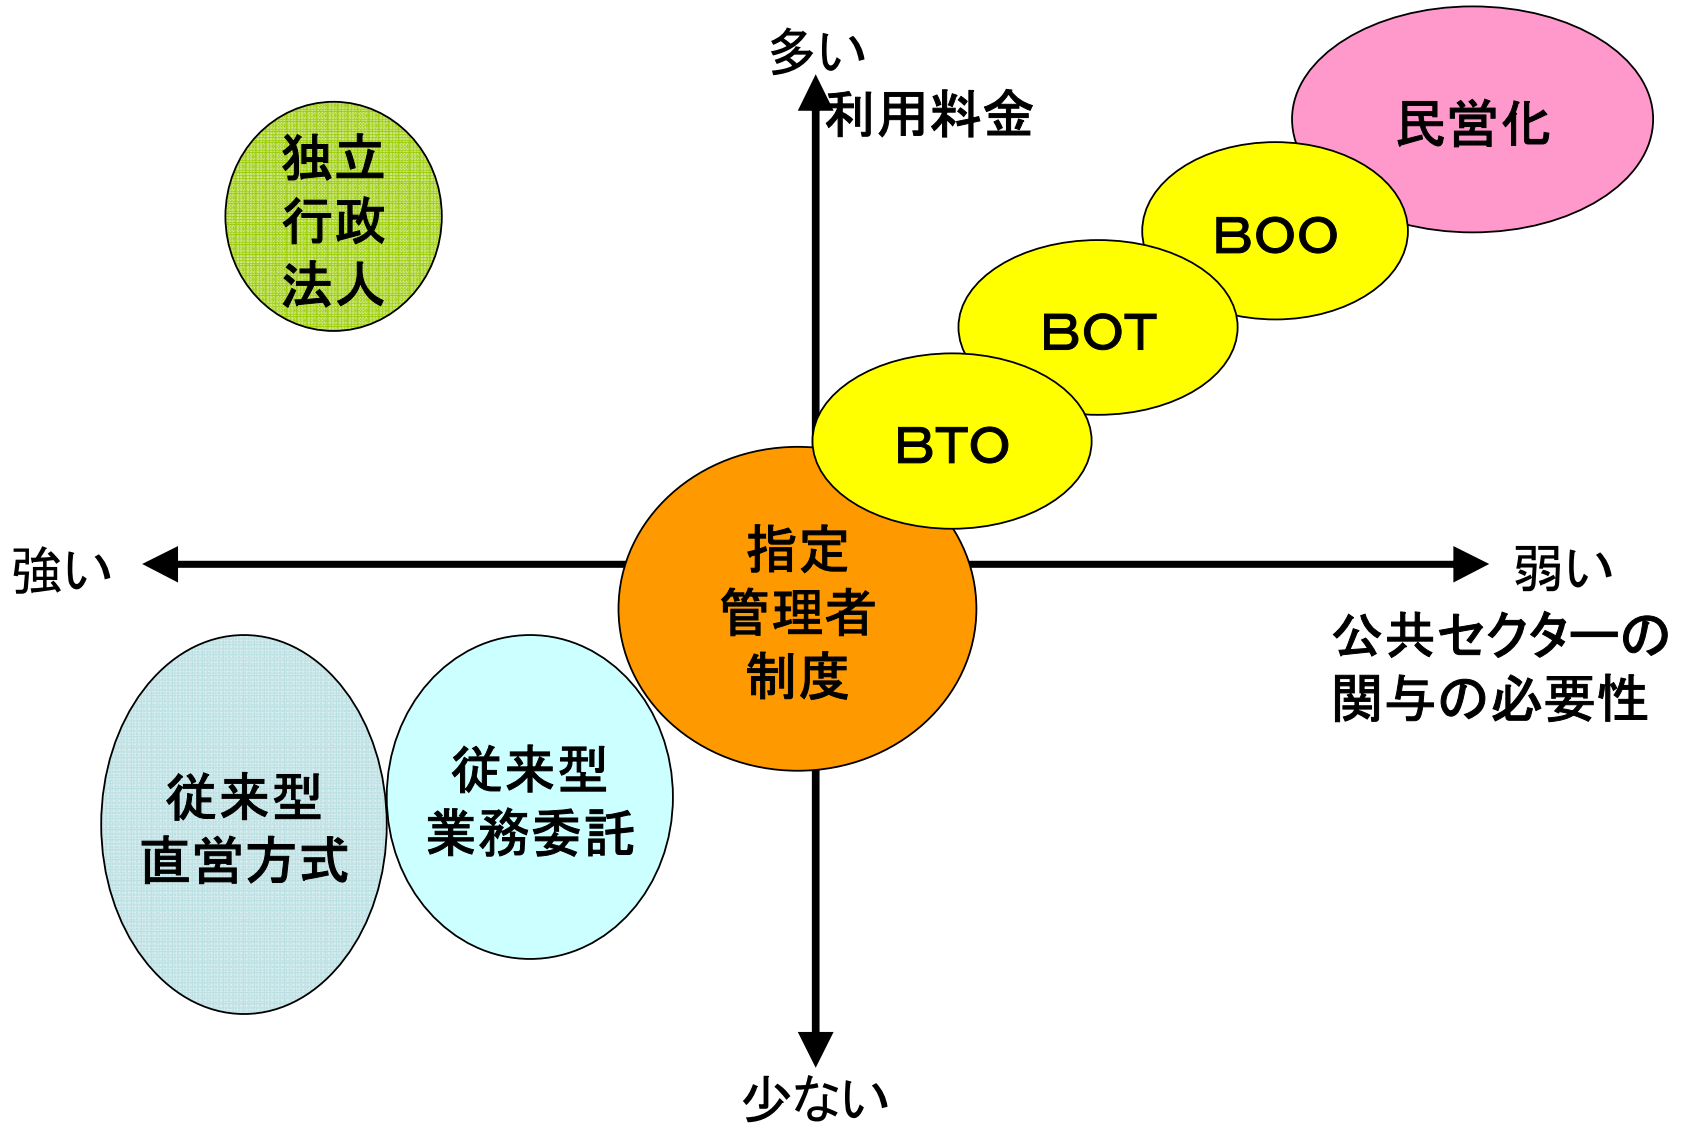 多い
利用料金
民営化
独立
行政
法人
BOO
BOT
BTO
強い
指定
管理者
制度
弱い
公共セクターの
関与の必要性
従来型
直営方式
従来型
業務委託
少ない